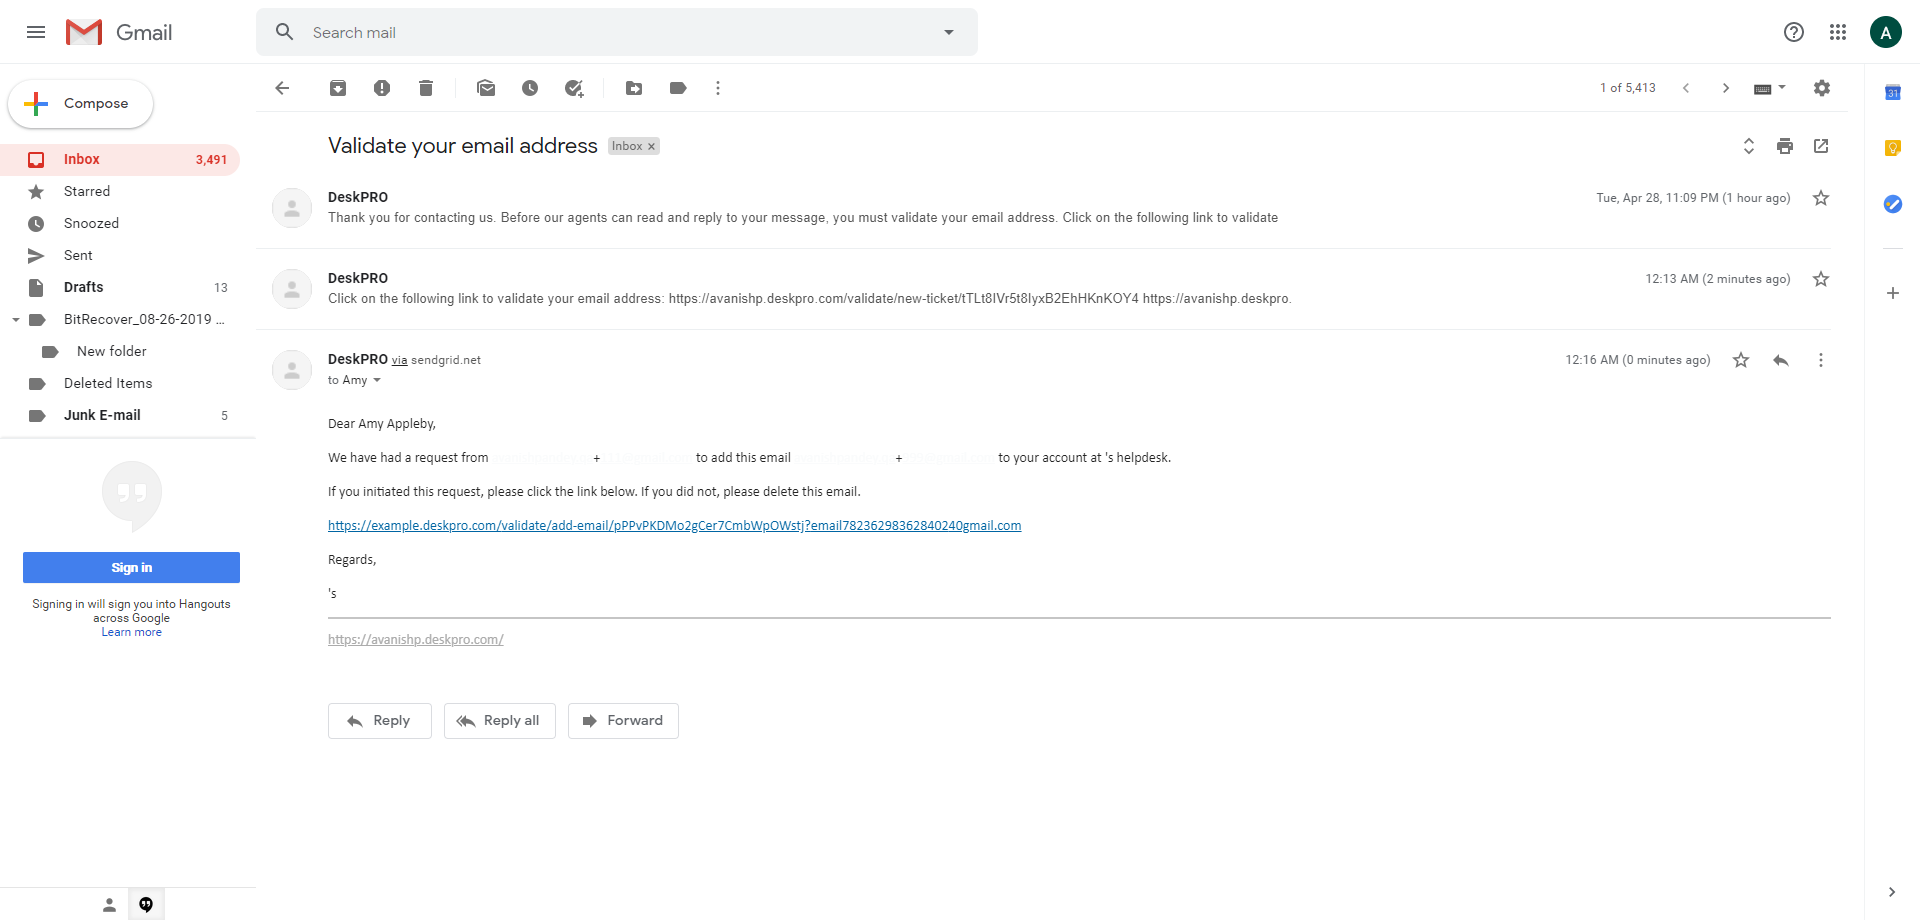 Gmail
Search mail
A
Compose
1 of 5,413
31
Validate your email address Inbox ×
Inbox 3,491
Starred
Snoozed
Sent
Drafts 13
BitRecover_08-26-2019 ...
New folder
Deleted Items
Junk E-mail 5
DeskPRO
Tue, Apr 28, 11:09 PM (1 hour ago)
Thank you for contacting us. Before our agents can read and reply to your message, you must validate your email address. Click on the following link to validate
DeskPRO
12:13 AM (2 minutes ago)
Click on the following link to validate your email address: https://avanishp.deskpro.com/validate/new-ticket/tTLt8IVr5t8IyxB2EhHKnKOY4 https://avanishp.deskpro.
DeskPRO via sendgrid.net
12:16 AM (0 minutes ago)
to Amy
Dear Amy Appleby,
We have had a request from + to add this email + to your account at 's helpdesk.
If you initiated this request, please click the link below. If you did not, please delete this email.
https://example.deskpro.com/validate/add-email/pPPvPKDMo2gCer7CmbWpOWstj?email78236298362840240gmail.com
Regards,
's
https://avanishp.deskpro.com/
Reply
Reply all
Forward
Sign in
Signing in will sign you into Hangouts
across Google
Learn more